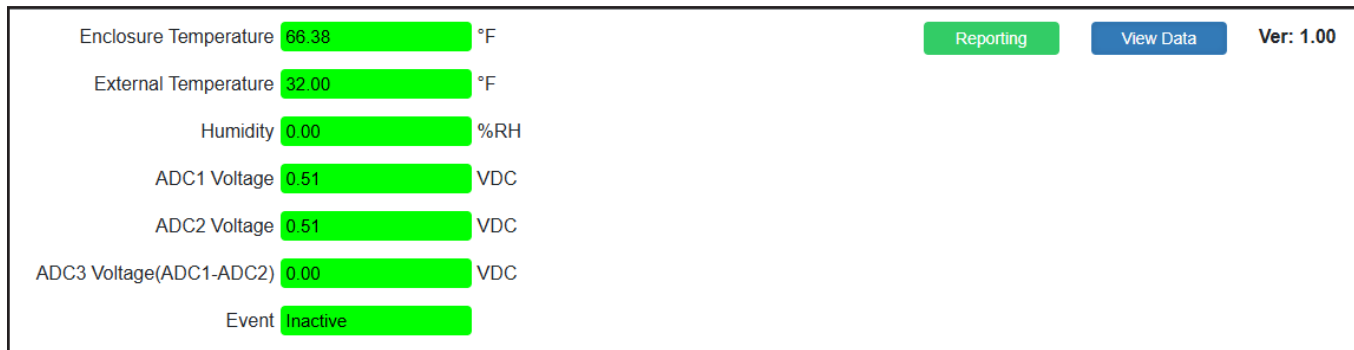 Enclosure Temperature 66.38 °F Reporting View Data Ver: 1.00
External Temperature 32.00 °F
Humidity 0.00 %RH
ADC1 Voltage 0.51 VDC
ADC2 Voltage 0.51 VDC
ADC3 Voltage(ADC1-ADC2) 0.00 VDC
Event Inactive